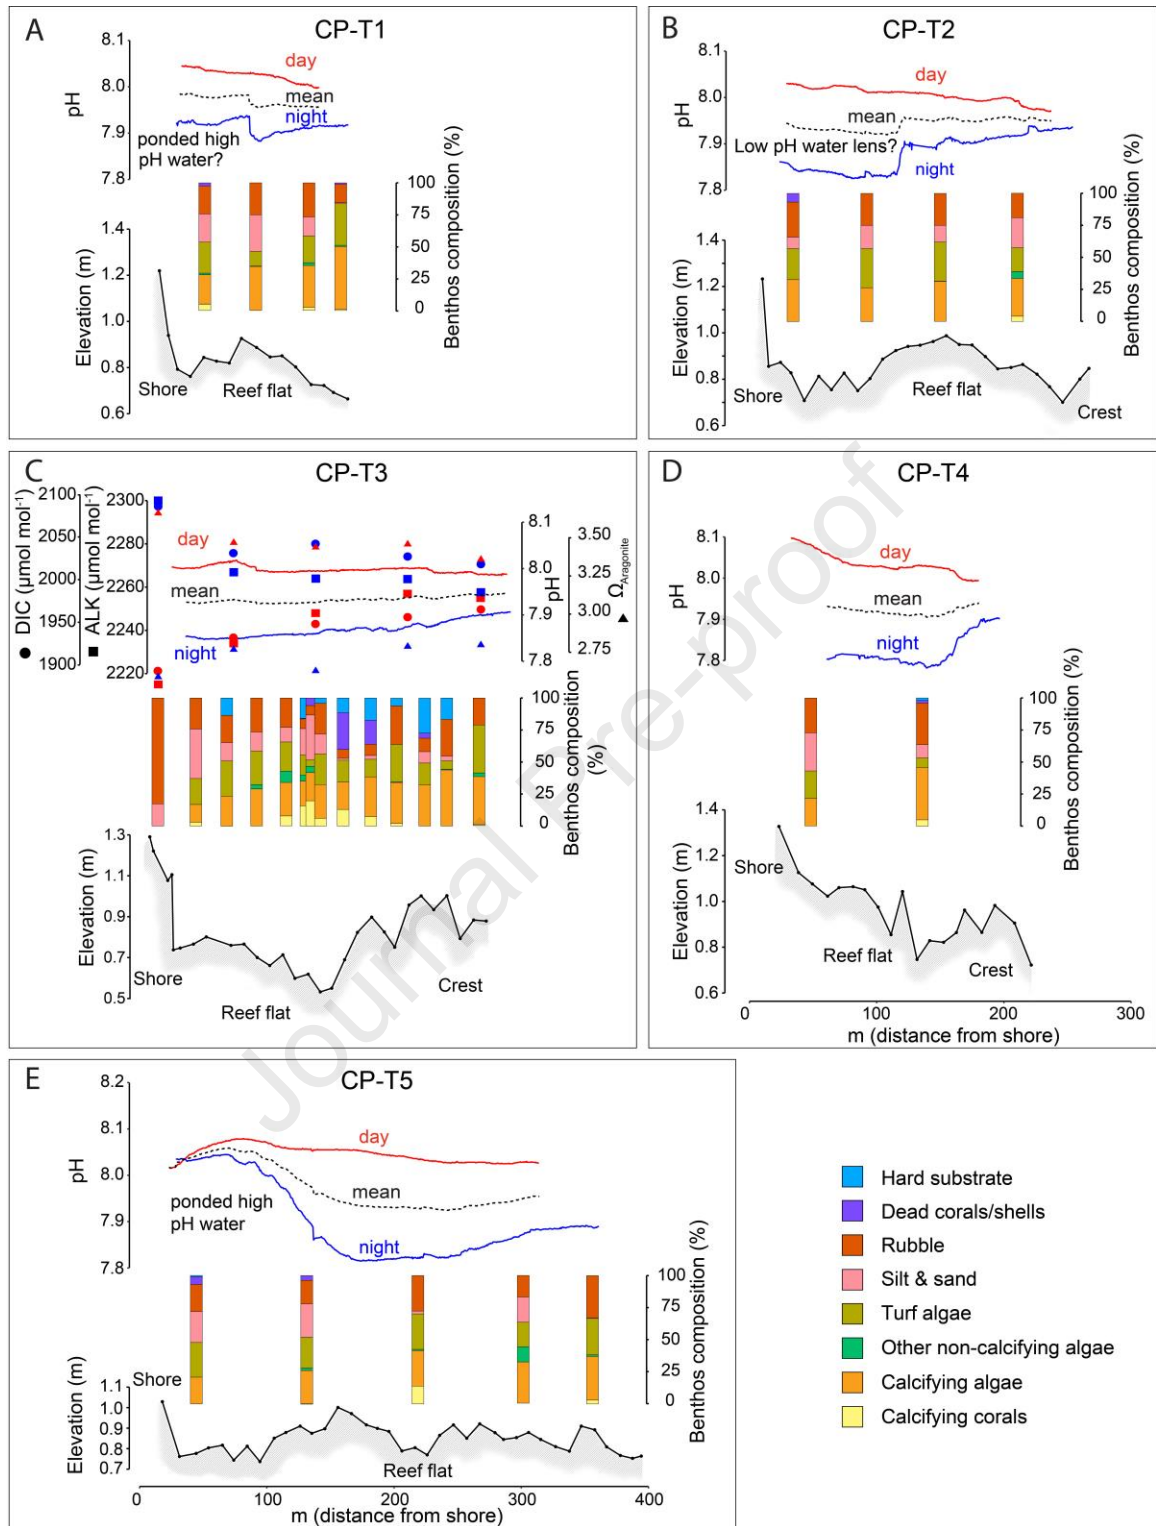 A
CP-T1
8.1
8.0
7.9
7.8
pH
day
mean
night
ponded high
pH water?
100
75
50
25
0
Benthos composition (%)
1.4
1.2
1.0
0.8
0.6
Elevation (m)
Shore
Reef flat
B
CP-T2
8.1
8.0
7.9
7.8
pH
day
mean
Low pH water lens?
night
100
75
50
25
0
Benthos composition (%)
1.4
1.2
1.0
0.8
0.6
Elevation (m)
Shore
Reef flat
Crest
C
CP-T3
DIC (µmol mol⁻¹)
2100
2050
2000
1950
1900
ALK (µmol mol⁻¹)
2300
2280
2260
2240
2220
day
mean
night
8.1
8.0
7.9
7.8
pH
3.50
3.25
3.00
2.75
ΩAragonite
100
75
50
25
0
Benthos composition
(%)
1.3
1.1
0.9
0.7
0.5
Elevation (m)
Shore
Reef flat
Crest
D
CP-T4
8.1
8.0
7.9
7.8
pH
day
mean
night
100
75
50
25
0
Benthos composition (%)
1.4
1.2
1.0
0.8
0.6
Elevation (m)
Shore
Reef flat
Crest
0 100 200 300
m (distance from shore)
E
CP-T5
8.2
8.1
8.0
7.9
7.8
pH
day
mean
night
ponded high
pH water
100
75
50
25
0
Benthos composition (%)
1.1
1.0
0.9
0.8
0.7
Elevation (m)
Shore
Reef flat
0 100 200 300 400
m (distance from shore)
Hard substrate
Dead corals/shells
Rubble
Silt & sand
Turf algae
Other non-calcifying algae
Calcifying algae
Calcifying corals
Journal Pre-proof